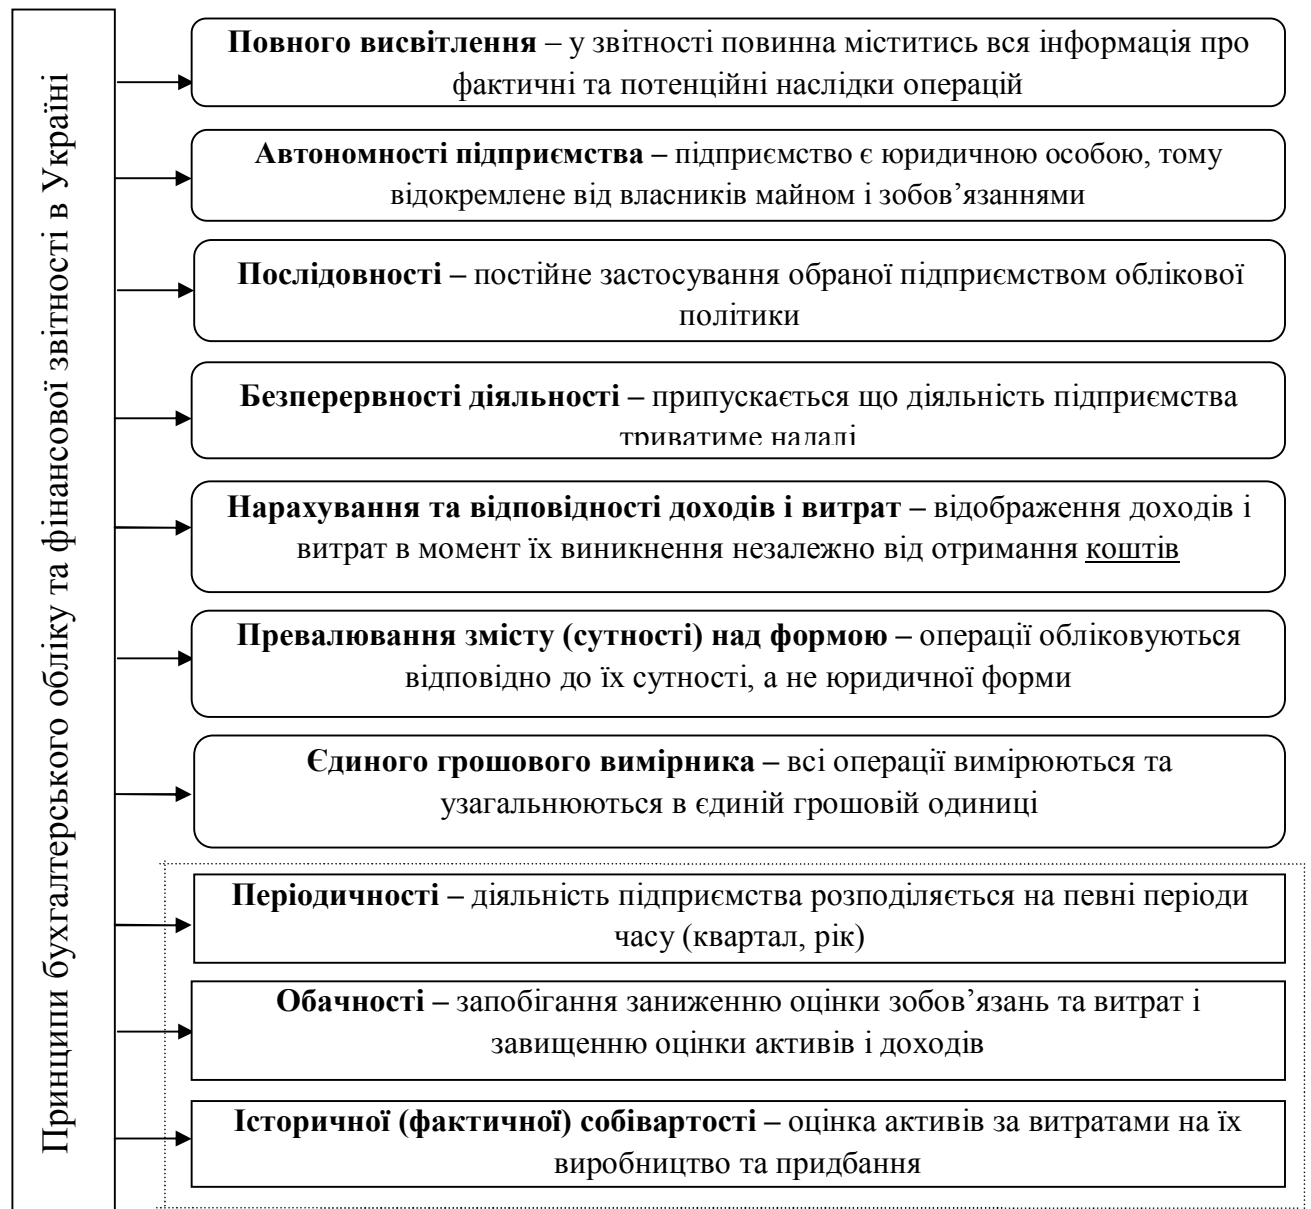 Принципи бухгалтерського обліку та фінансової звітності в Україні
Повного висвітлення – у звітності повинна міститись вся інформація про
фактичні та потенційні наслідки операцій
Автономності підприємства – підприємство є юридичною особою, тому
відокремлене від власників майном і зобов’язаннями
Послідовності – постійне застосування обраної підприємством облікової
політики
Безперервності діяльності – припускається що діяльність підприємства
триватиме надалі
Нарахування та відповідності доходів і витрат – відображення доходів і
витрат в момент їх виникнення незалежно від отримання коштів
Превалювання змісту (сутності) над формою – операції обліковуються
відповідно до їх сутності, а не юридичної форми
Єдиного грошового вимірника – всі операції вимірюються та
узагальнюються в єдиній грошовій одиниці
Періодичності – діяльність підприємства розподіляється на певні періоди
часу (квартал, рік)
Обачності – запобігання заниженню оцінки зобов’язань та витрат і
завищенню оцінки активів і доходів
Історичної (фактичної) собівартості – оцінка активів за витратами на їх
виробництво та придбання